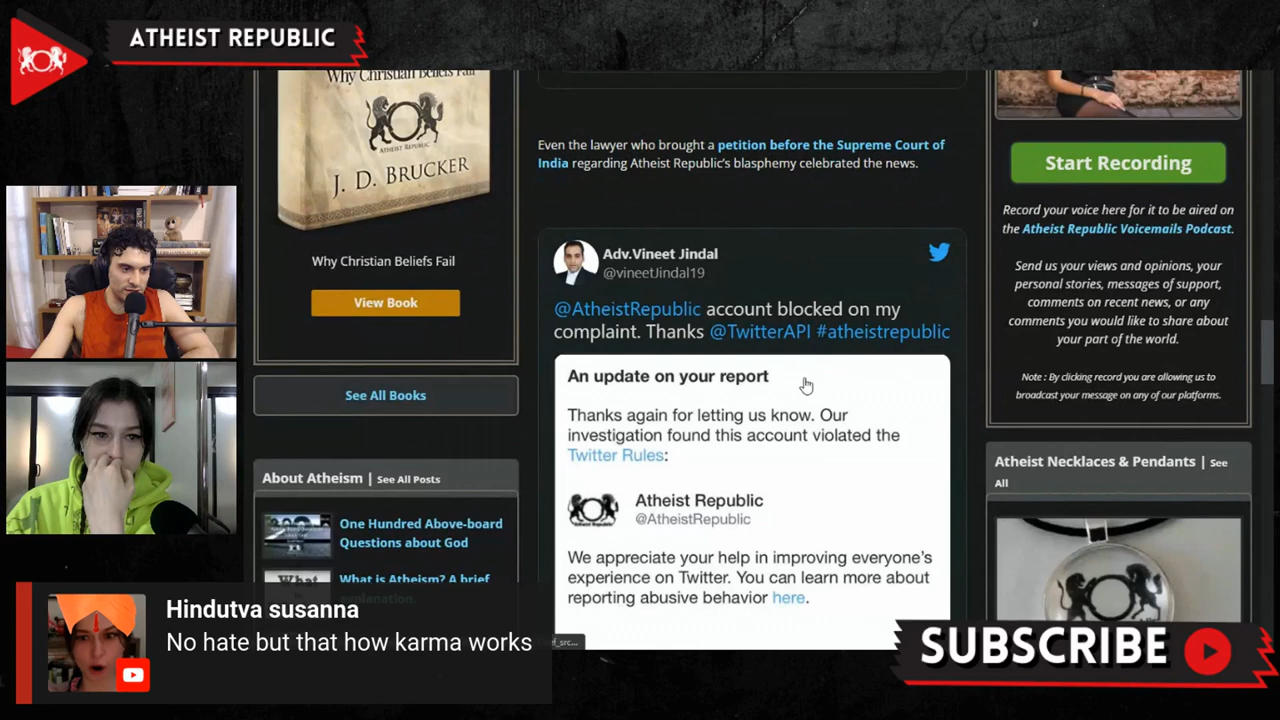 ATHEIST REPUBLIC
Why Christian Beliefs Fail
ATHEIST REPUBLIC
J. D. BRUCKER
Why Christian Beliefs Fail
View Book
See All Books
About Atheism | See All Posts
One Hundred Above-board
Questions about God
What is Atheism? A brief
explanation.
Even the lawyer who brought a petition before the Supreme Court of
India regarding Atheist Republic's blasphemy celebrated the news.
Adv.Vineet Jindal
@vineetJindal19
@AtheistRepublic account blocked on my
complaint. Thanks @TwitterAPI #atheistrepublic
An update on your report
Thanks again for letting us know. Our
investigation found this account violated the
Twitter Rules:
Atheist Republic
@AtheistRepublic
We appreciate your help in improving everyone's
experience on Twitter. You can learn more about
reporting abusive behavior here.
Start Recording
Record your voice here for it to be aired on
the Atheist Republic Voicemails Podcast.
Send us your views and opinions, your
personal stories, messages of support,
comments on recent news, or any
comments you would like to share about
your part of the world.
Note : By clicking record you are allowing us to
broadcast your message on any of our platforms.
Atheist Necklaces & Pendants | See
All
Hindutva susanna
No hate but that how karma works
SUBSCRIBE